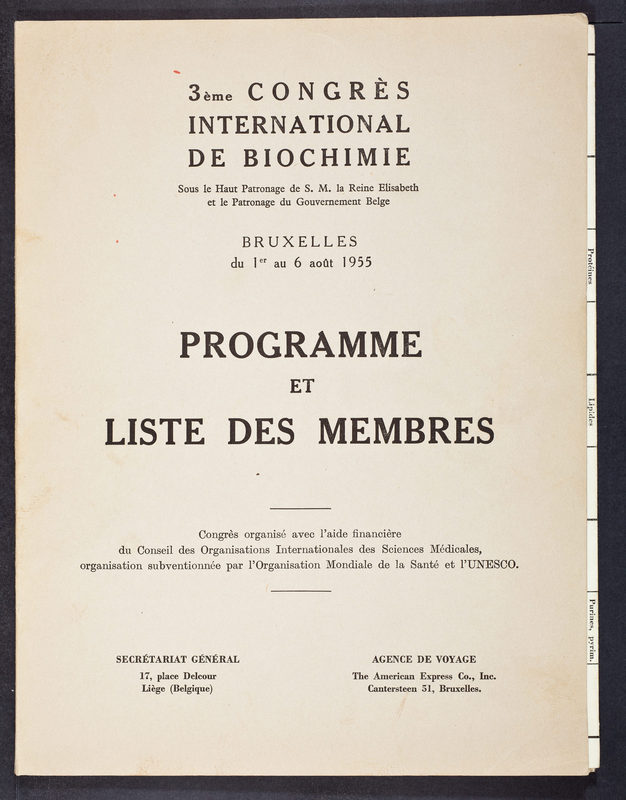 3ème CONGRÈS
INTERNATIONAL
DE BIOCHIMIE
Sous le Haut Patronage de S. M. la Reine Elisabeth
et le Patronage du Gouvernement Belge
BRUXELLES
du 1er au 6 août 1955
PROGRAMME
ET
LISTE DES MEMBRES
Congrès organisé avec l'aide financière
du Conseil des Organisations Internationales des Sciences Médicales,
organisation subventionnée par l'Organisation Mondiale de la Santé et l'UNESCO.
SECRÉTARIAT GÉNÉRAL
17, place Delcour
Liège (Belgique)
AGENCE DE VOYAGE
The American Express Co., Inc.
Cantersteen 51, Bruxelles.
Protéines
Lipides
Purines, pyrim.